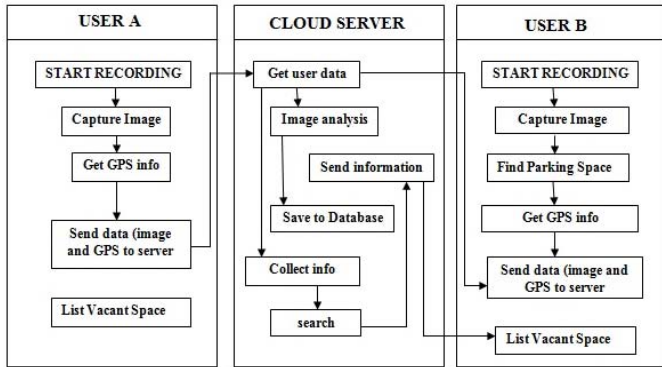 USER A
START RECORDING
Capture Image
Get GPS info
Send data (image
and GPS to server
List Vacant Space
CLOUD SERVER
Get user data
Image analysis
Send information
Save to Database
Collect info
search
USER B
START RECORDING
Capture Image
Find Parking Space
Get GPS info
Send data (image and
GPS to server
List Vacant Space